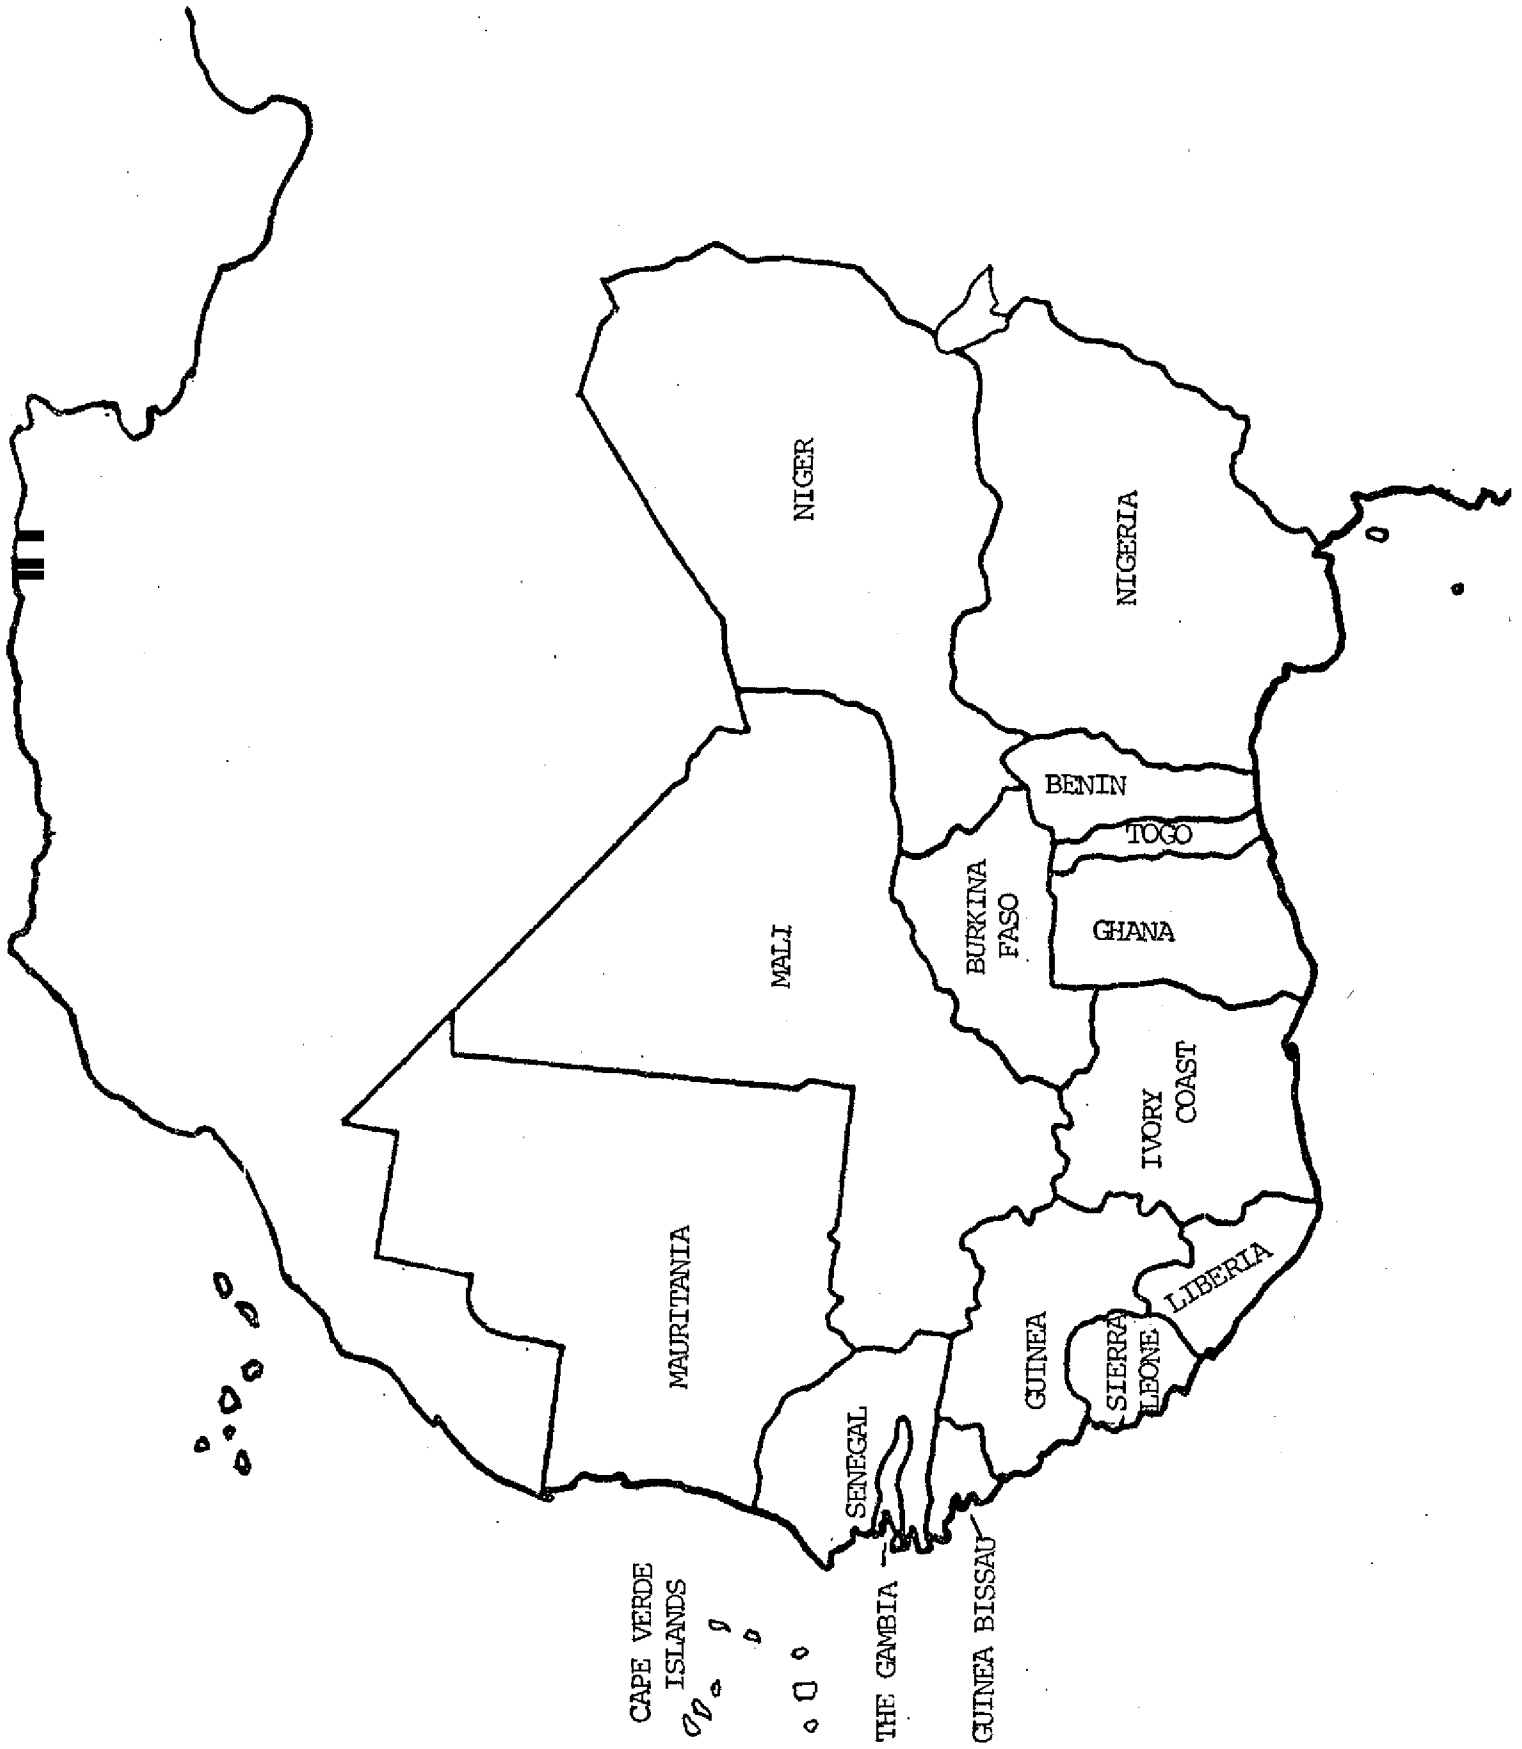 CAPE VERDE
ISLANDS
MAURITANIA
MALI
NIGER
SENEGAL
THE GAMBIA
GUINEA BISSAU
GUINEA
SIERRA
LEONE
LIBERIA
IVORY
COAST
BURKINA
FASO
GHANA
TOGO
BENIN
NIGERIA